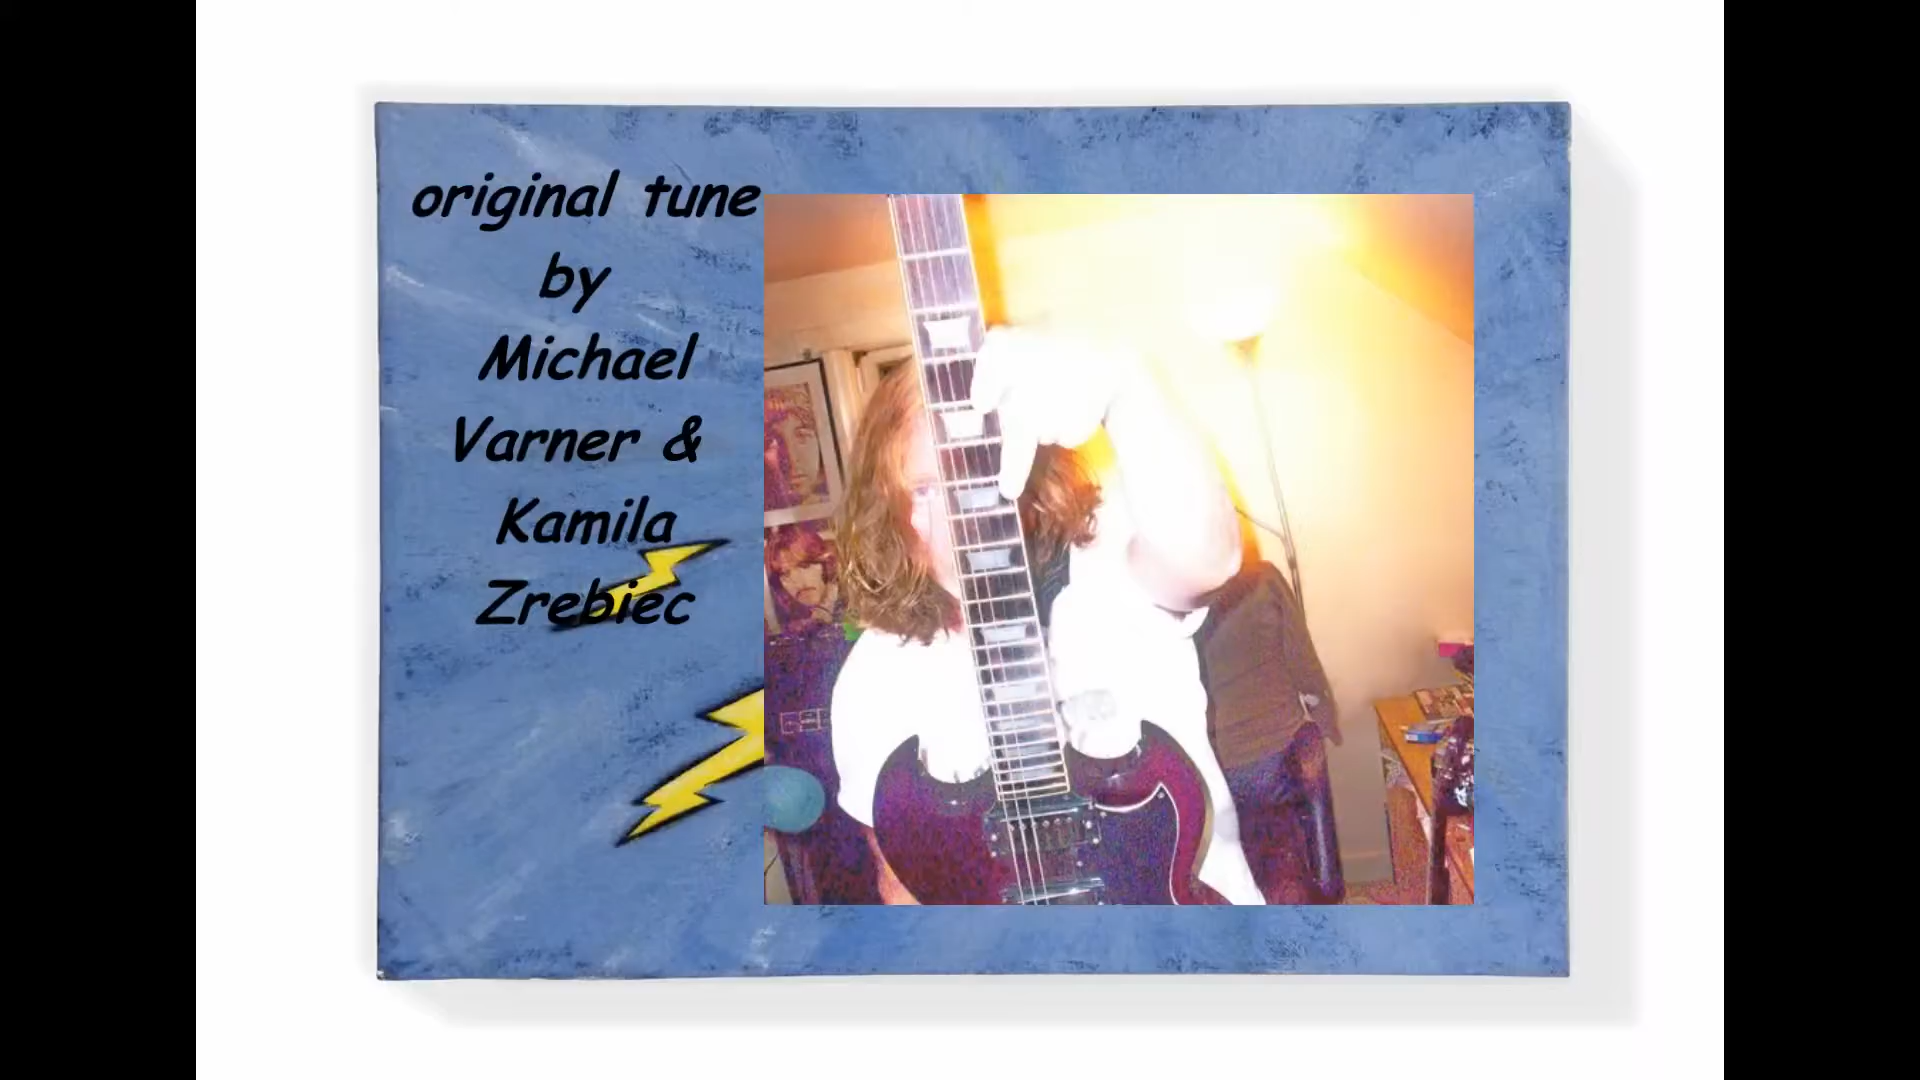 original tune
by
Michael
Varner &
Kamila
Zrebiec